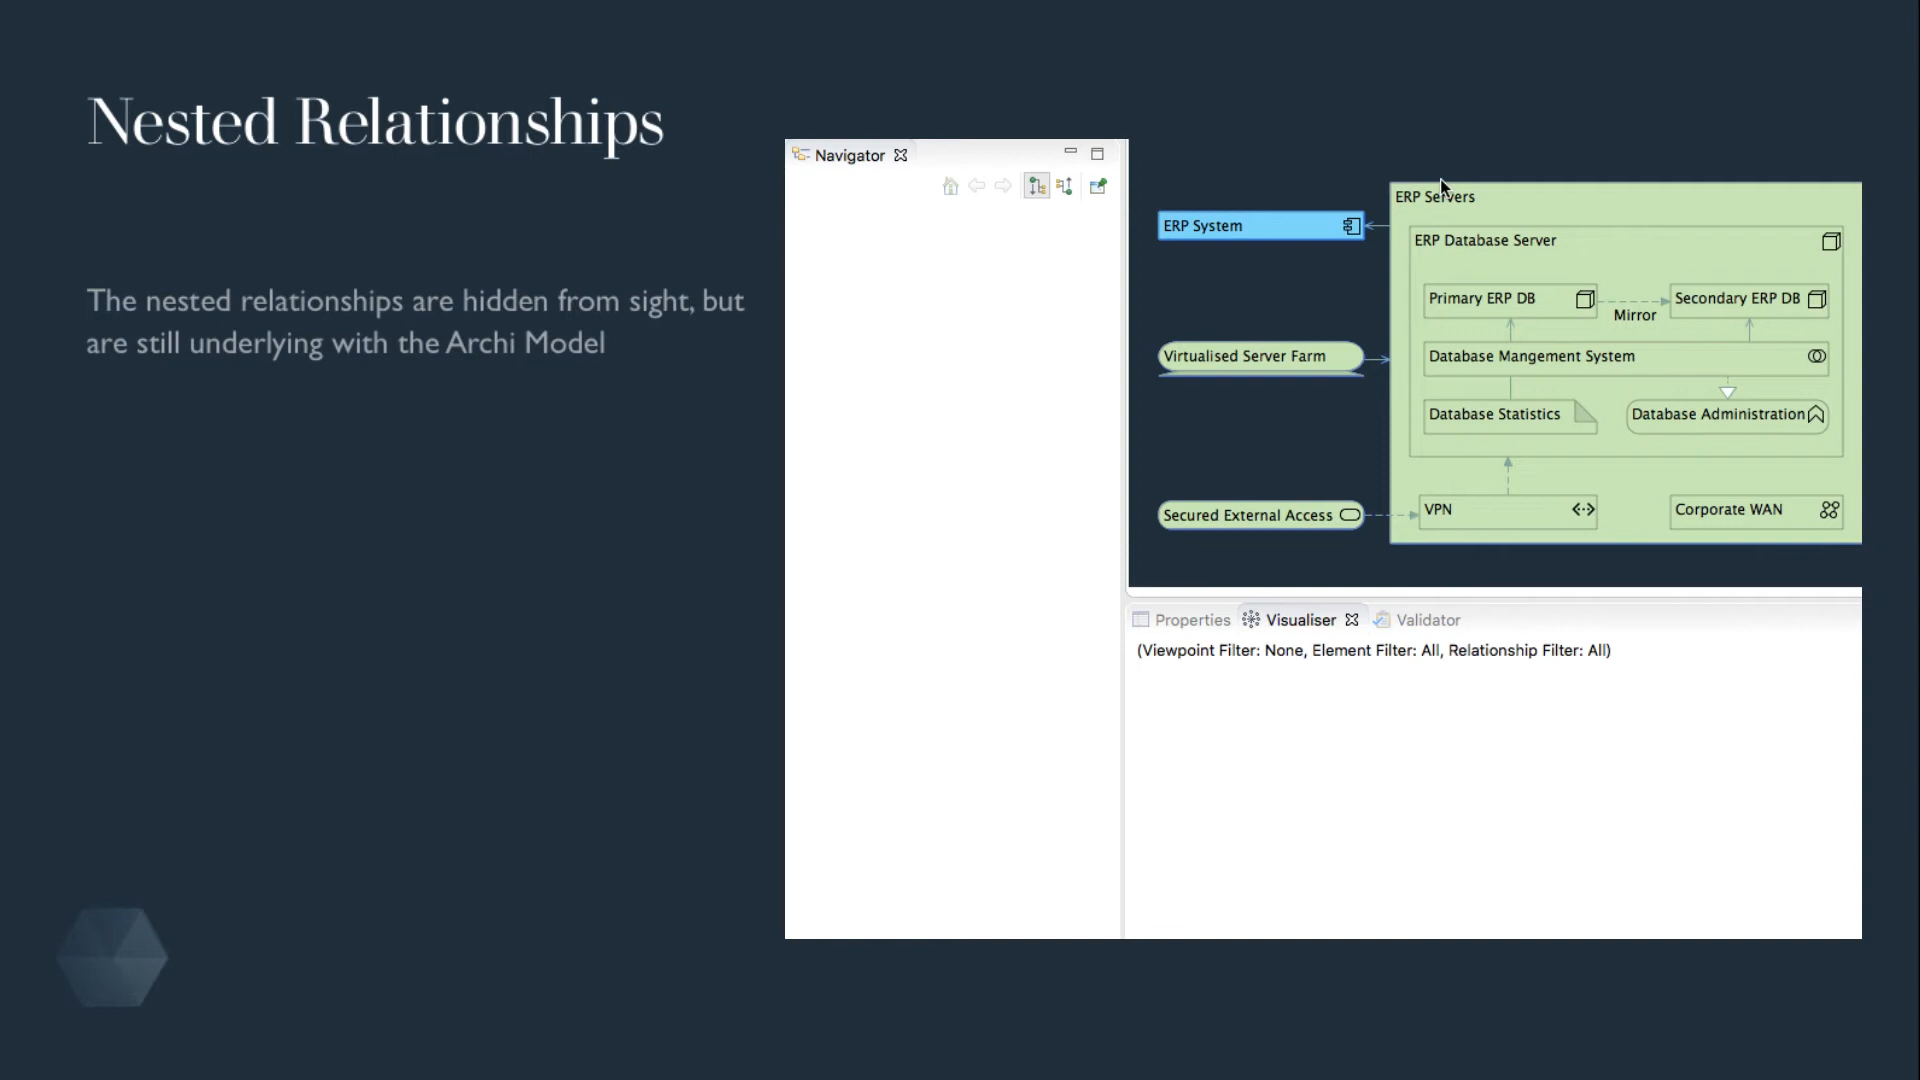 Nested Relationships
The nested relationships are hidden from sight, but
are still underlying with the Archi Model
Navigator
ERP Servers
ERP System
ERP Database Server
Primary ERP DB
Secondary ERP DB
Mirror
Virtualised Server Farm
Database Mangement System
Database Statistics
Database Administration
Secured External Access
VPN
Corporate WAN
Properties
Visualiser
Validator
(Viewpoint Filter: None, Element Filter: All, Relationship Filter: All)